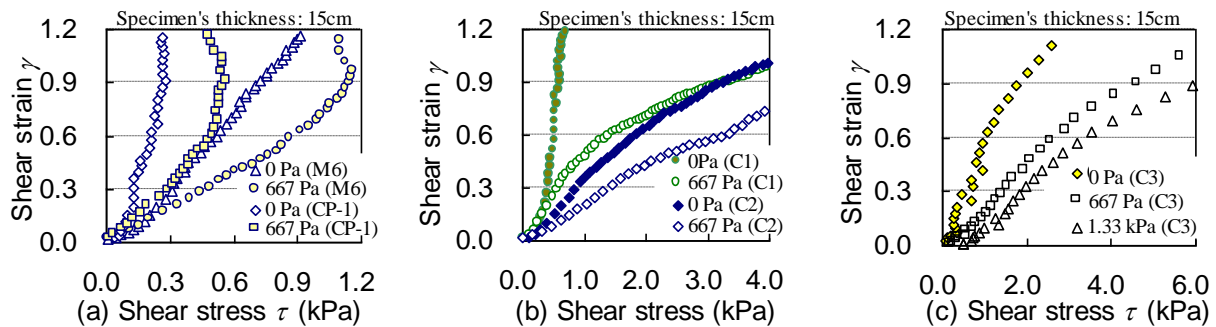 Specimen's thickness: 15cm
Shear strain γ
1.2
0.9
0.6
0.3
0.0
0 Pa (M6)
667 Pa (M6)
0 Pa (CP-1)
667 Pa (CP-1)
0.0 0.3 0.6 0.9 1.2
(a) Shear stress τ (kPa)
Specimen's thickness: 15cm
Shear strain γ
1.2
0.9
0.6
0.3
0.0
0Pa (C1)
667 Pa (C1)
0 Pa (C2)
667 Pa (C2)
0.0 1.0 2.0 3.0 4.0
(b) Shear stress τ (kPa)
Specimen's thickness: 15cm
Shear strain γ
1.2
0.9
0.6
0.3
0.0
0 Pa (C3)
667 Pa (C3)
1.33 kPa (C3)
0.0 2.0 4.0 6.0
(c) Shear stress τ (kPa)